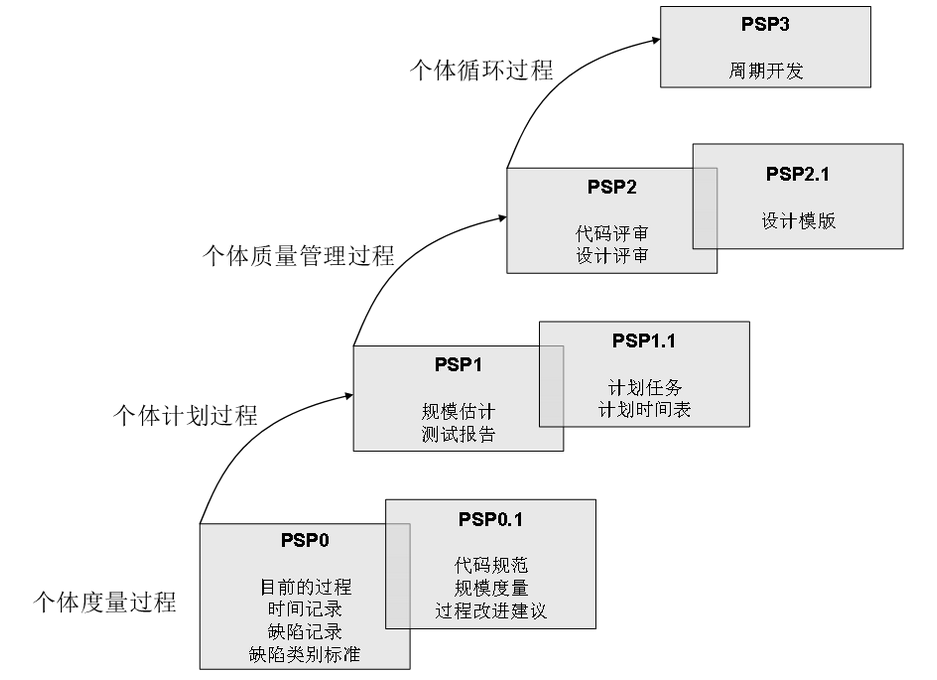 PSP3
周期开发
个体循环过程
PSP2
代码评审
设计评审
PSP2.1
设计模版
个体质量管理过程
PSP1
规模估计
测试报告
PSP1.1
计划任务
计划时间表
个体计划过程
PSP0
目前的过程
时间记录
缺陷记录
缺陷类别标准
PSP0.1
代码规范
规模度量
过程改进建议
个体度量过程